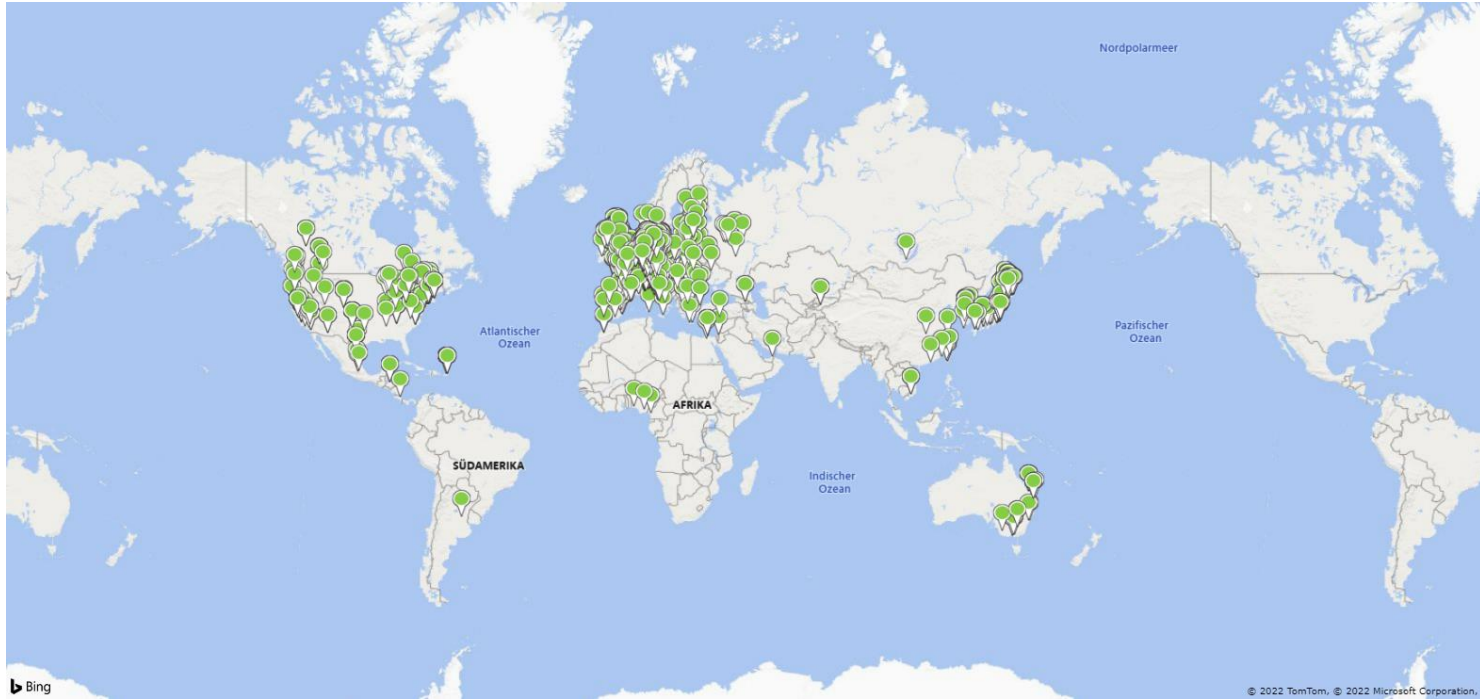 Nordpolarmeer
Atlantischer
Ozean
Pazifischer
Ozean
AFRIKA
SÜDAMERIKA
Indischer
Ozean
Bing
© 2022 TomTom, © 2022 Microsoft Corporation,